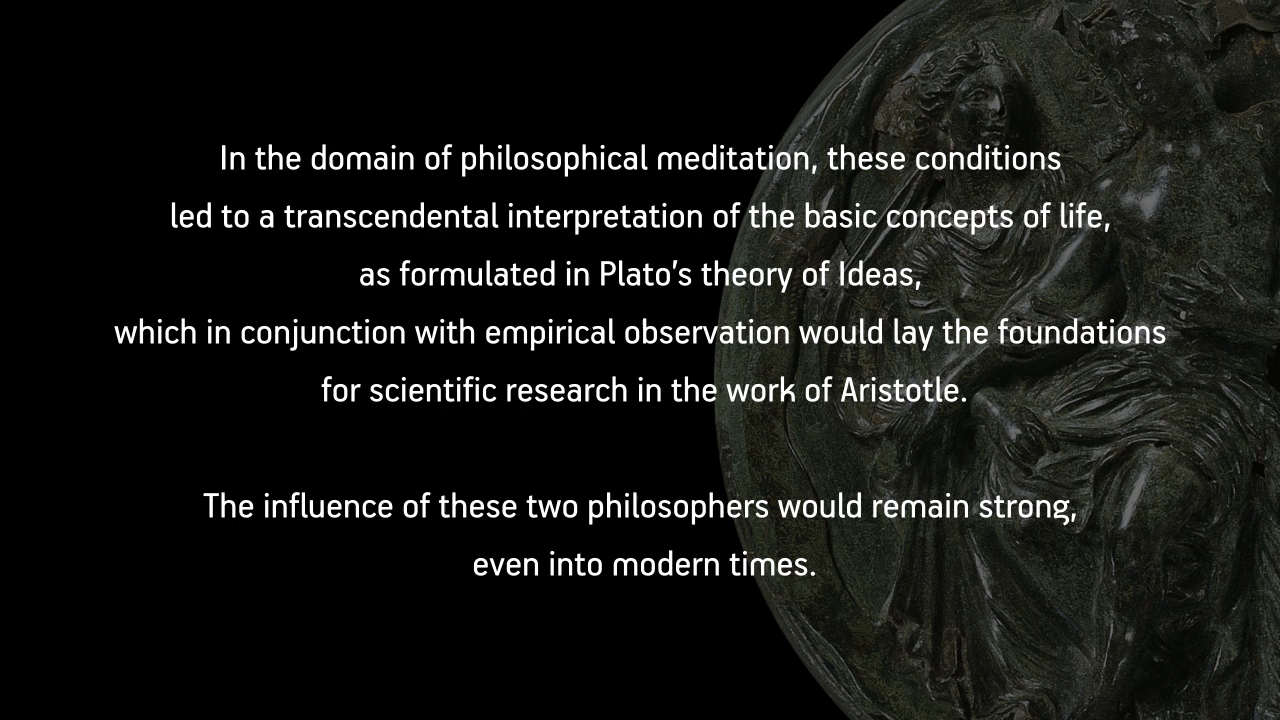 In the domain of philosophical meditation, these conditions
led to a transcendental interpretation of the basic concepts of life,
as formulated in Plato’s theory of Ideas,
which in conjunction with empirical observation would lay the foundations
for scientific research in the work of Aristotle.
The influence of these two philosophers would remain strong,
even into modern times.